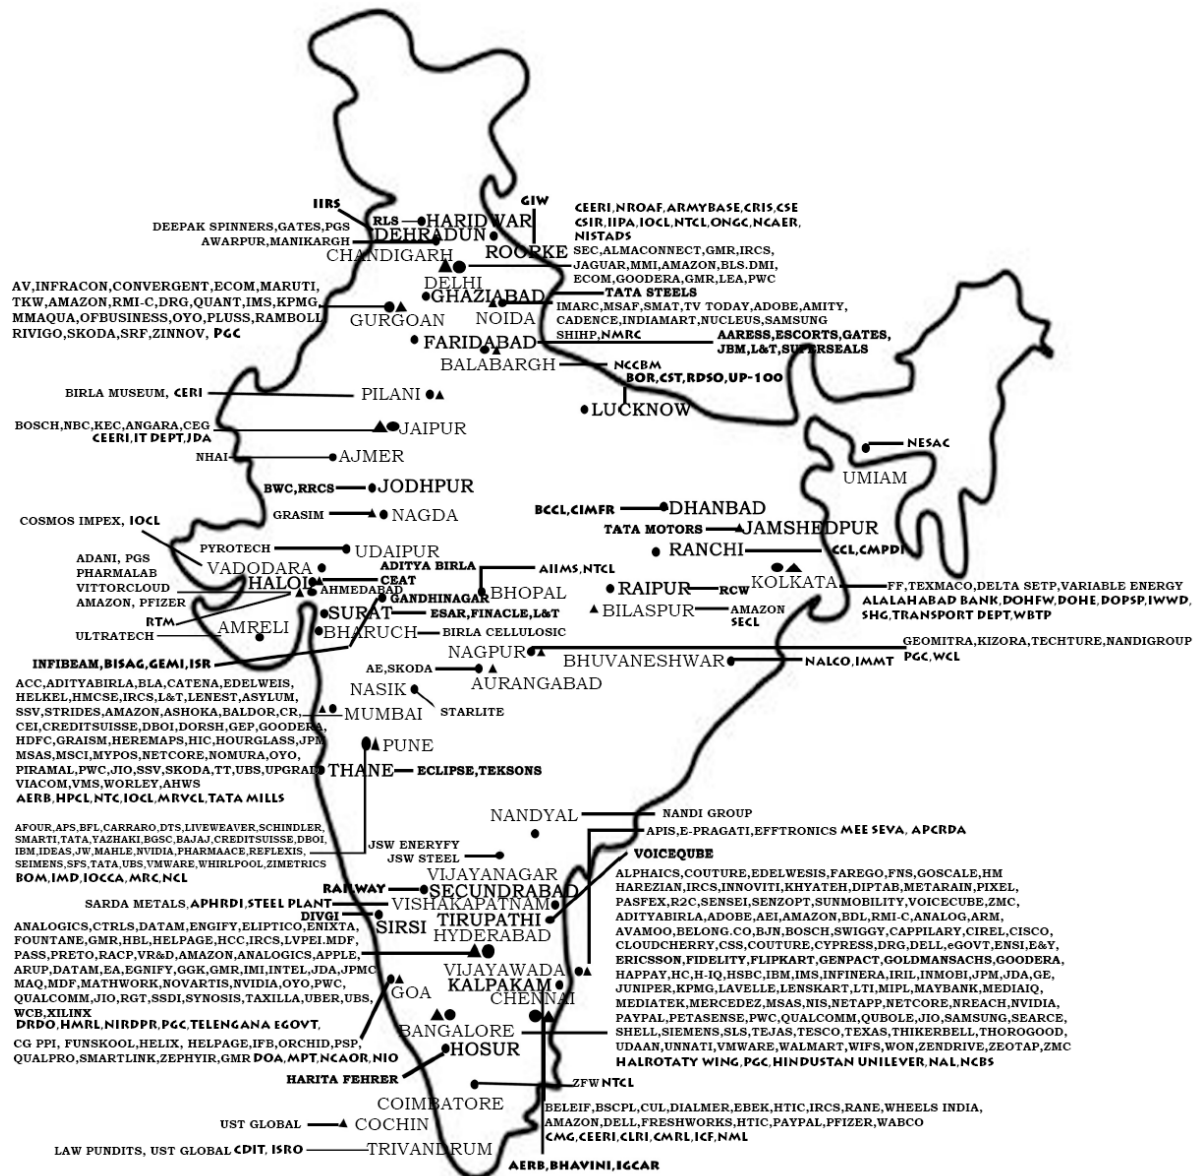 IIRS
GIW
DEEPAK SPINNERS,GATES,PGS
AWARPUR,MANIKARGH
RLS
HARIDWAR
DEHRADUN
CHANDIGARH
ROORKE
CEERI,NROAF,ARMYBASE,CRIS,CSE
CSIR,IIPA,IOCL,NTCL,ONGC,NCAER,
NISTADS
SEC,ALMACONNECT,GMR,IRCS,
JAGUAR,MMI,AMAZON,BLS.DMI,
ECOM,GOODERA,GMR,LEA,PWC
DELHI
GHAZIABAD
TATA STEELS
AV,INFRACON,CONVERGENT,ECOM,MARUTI,
TKW,AMAZON,RMI-C,DRG,QUANT,IMS,KPMG
MMAQUA,OFBUSINESS,OYO,PLUSS,RAMBOLL
RIVIGO,SKODA,SRF,ZINNOV, PGC
GURGOAN
NOIDA
IMARC,MSAF,SMAT,TV TODAY,ADOBE,AMITY,
CADENCE,INDIAMART,NUCLEUS,SAMSUNG
SHIHP,NMRC
FARIDABAD
AARESS,ESCORTS,GATES,
JBM,L&T,SUPERSEALS
BALABARGH
NCCBM
BOR,CST,RDSO,UP-100
LUCKNOW
BIRLA MUSEUM, CERI
PILANI
BOSCH,NBC,KEC,ANGARA,CEG
CEERI,IT DEPT,JDA
JAIPUR
NHAI
AJMER
NESAC
UMIAM
BWC,RRCS
JODHPUR
GRASIM
NAGDA
BCCL,CIMFR
DHANBAD
TATA MOTORS
JAMSHEDPUR
COSMOS IMPEX, IOCL
PYROTECH
UDAIPUR
RANCHI
CCL,CMPDI
VADODARA
ADITYA BIRLA
AIIMS,NTCL
ADANI, PGS
PHARMALAB
VITTORCLOUD
AMAZON, PFIZER
HALOL
CEAT
AHMEDABAD
GANDHINAGAR
BHOPAL
RAIPUR
RCW
KOLKATA
FF,TEXMACO,DELTA SETP,VARIABLE ENERGY
ALALAHABAD BANK,DOHFW,DOHE,DOPSP,IWWD,
SHG,TRANSPORT DEPT,WBTP
RTM
SURAT
ESAR,FINACLE,L&T
BILASPUR
AMAZON
SECL
ULTRATECH
AMRELI
BHARUCH
BIRLA CELLULOSIC
INFIBEAM,BISAG,GEMI,ISR
NAGPUR
GEOMITRA,KIZORA,TECHTURE,NANDIGROUP
PGC,WCL
BHUVANESHWAR
NALCO,IMMT
AE,SKODA
AURANGABAD
NASIK
STARLITE
ACC,ADITYABIRLA,BLA,CATENA,EDELWEIS,
HELKEL,HMCSE,IRCS,L&T,LENEST,ASYLUM,
SSV,STRIDES,AMAZON,ASHOKA,BALDOR,CR,
CEI,CREDITSUISSE,DBOI,DORSH,GEP,GOODERA,
HDFC,GRAISM,HEREMAPS,HIC,HOURGLASS,JPM
MSAS,MSCI,MYPOS,NETCORE,NOMURA,OYO,
PIRAMAL,PWC,JIO,SSV,SKODA,TT,UBS,UPGRAD
VIACOM,VMS,WORLEY,AHWS
AERB,HPCL,NTC,IOCL,MRVCL,TATA MILLS
MUMBAI
PUNE
THANE
ECLIPSE,TEKSONS
NANDYAL
NANDI GROUP
AFOUR,APS,BFL,CARRARO,DTS,LIVEWEAVER,SCHINDLER,
SMARTI,TATA,YAZHAKI,BGSC,BAJAJ,CREDITSUISSE,DBOI,
IBM,IDEAS,JW,MAHLE,NVIDIA,PHARMAACE,REFLEXIS,
SEIMENS,SFS,TATA,UBS,VMWARE,WHIRLPOOL,ZIMETRICS
BOM,IMD,IOCCA,MRC,NCL
APIS,E-PRAGATI,EFFTRONICS MEE SEVA, APCRDA
JSW ENERYFY
JSW STEEL
VIJAYANAGAR
VOICEQUBE
RAILWAY
SECUNDRABAD
SARDA METALS,APHRDI,STEEL PLANT
VISHAKAPATNAM
DIVGI
SIRSI
TIRUPATHI
HYDERABAD
ANALOGICS,CTRLS,DATAM,ENGIFY,ELIPTICO,ENIXTA,
FOUNTANE,GMR,HBL,HELPAGE,HCC,IRCS,LVPEI.MDF,
PASS,PRETO,RACP,VR&D,AMAZON,ANALOGICS,APPLE,
ARUP,DATAM,EA,EGNIFY,GGK,GMR,IMI,INTEL,JDA,JPMC
MAQ,MDF,MATHWORK,NOVARTIS,NVIDIA,OYO,PWC,
QUALCOMM,JIO,RGT,SSDI,SYNOSIS,TAXILLA,UBER,UBS,
WCB,XILINX
DRDO,HMRL,NIRDPR,PGC,TELENGANA EGOVT,
ALPHAICS,COUTURE,EDELWESIS,FAREGO,FNS,GOSCALE,HM
HAREZIAN,IRCS,INNOVITI,KHYATEH,DIPTAB,METARAIN,PIXEL,
PASFEX,R2C,SENSEI,SENZOPT,SUNMOBILITY,VOICECUBE,ZMC,
ADITYABIRLA,ADOBE,AEI,AMAZON,BDL,RMI-C,ANALOG,ARM,
AVAMOO,BELONG.CO,BJN,BOSCH,SWIGGY,CAPPILARY,CIREL,CISCO,
CLOUDCHERRY,CSS,COUTURE,CYPRESS,DRG,DELL,eGOVT,ENSI,E&Y,
ERICSSON,FIDELITY,FLIPKART,GENPACT,GOLDMANSACHS,GOODERA,
HAPPAY,HC,H-IQ,HSBC,IBM,IMS,INFINERA,IRIL,INMOBI,JPM,JDA,GE,
JUNIPER,KPMG,LAVELLE,LENSKART,LTI,MIPL,MAYBANK,MEDIAIQ,
MEDIATEK,MERCEDEZ,MSAS,NIS,NETAPP,NETCORE,NREACH,NVIDIA,
PAYPAL,PETASENSE,PWC,QUALCOMM,QUBOLE,JIO,SAMSUNG,SEARCE,
SHELL,SIEMENS,SLS,TEJAS,TESCO,TEXAS,THIKERBELL,THOROGOOD,
UDAAN,UNNATI,VMWARE,WALMART,WIFS,WON,ZENDRIVE,ZEOTAP,ZMC
HALROTATY WING,PGC,HINDUSTAN UNILEVER,NAL,NCBS
VIJAYAWADA
KALPAKAM
CHENNAI
GOA
BANGALORE
CG PPI, FUNSKOOL,HELIX, HELPAGE,IFB,ORCHID,PSP,
QUALPRO,SMARTLINK,ZEPHYIR,GMR DOA,MPT,NCAOR,NIO
HOSUR
HARITA FEHRER
ZFW NTCL
COIMBATORE
BELEIF,BSCPL,CUL,DIALMER,EBEK,HTIC,IRCS,RANE,WHEELS INDIA,
AMAZON,DELL,FRESHWORKS,HTIC,PAYPAL,PFIZER,WABCO
CMG,CEERI,CLRI,CMRL,ICF,NML
UST GLOBAL
COCHIN
LAW PUNDITS, UST GLOBAL CDIT, ISRO
TRIVANDRUM
AERB,BHAVINI,IGCAR